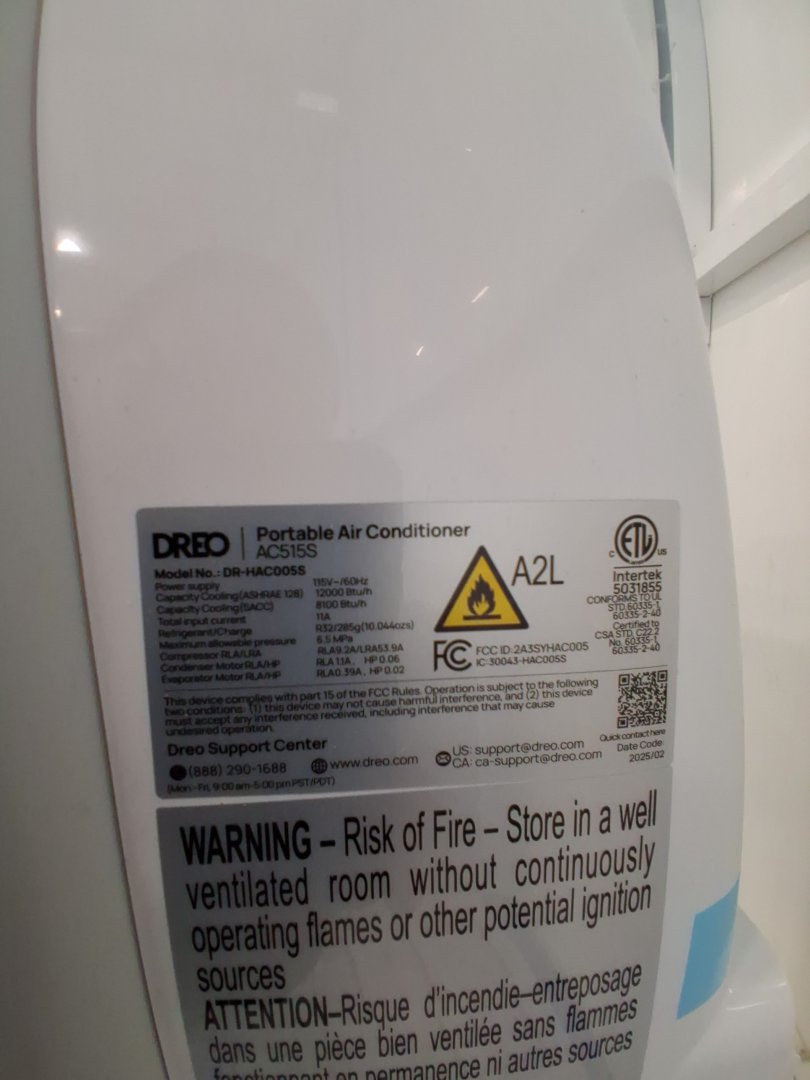 DREO
Portable Air Conditioner
AC515S
Model No.: DR-HAC005S
Power supply 115V~/60Hz
Capacity Cooling(ASHRAE 128) 12000 Btu/h
Capacity Cooling(SACC) 8100 Btu/h
Total input current 11A
Refrigerant/Charge R32/285g(10.044ozs)
Maximum allowable pressure 6.5 MPa
Compressor RLA/LRA RLA9.2A/LRA53.9A
Condenser Motor RLA/HP RLA 1.1A, HP 0.06
Evaporator Motor RLA/HP RLA0.39A, HP 0.02
A2L
FC
FCC ID: 2A3SYHAC005
IC: 30043-HAC005S
C ETL US
Intertek
5031855
CONFORMS TO UL
STD. 60335-1,
60335-2-40
Certified to
CSA STD. C22.2
No. 60335-1,
60335-2-40
This device complies with part 15 of the FCC Rules. Operation is subject to the following
two conditions: (1) this device may not cause harmful interference, and (2) this device
must accept any interference received, including interference that may cause
undesired operation.
Dreo Support Center
(888) 290-1688
(Mon-Fri, 9:00 am-5:00 pm PST/PDT)
www.dreo.com
US: support@dreo.com
CA: ca-support@dreo.com
Quick contact here
Date Code:
2025/02
WARNING – Risk of Fire – Store in a well
ventilated room without continuously
operating flames or other potential ignition
sources
ATTENTION–Risque d'incendie–entreposage
dans une pièce bien ventilée sans flammes
fonctionnant en permanence ni autres sources